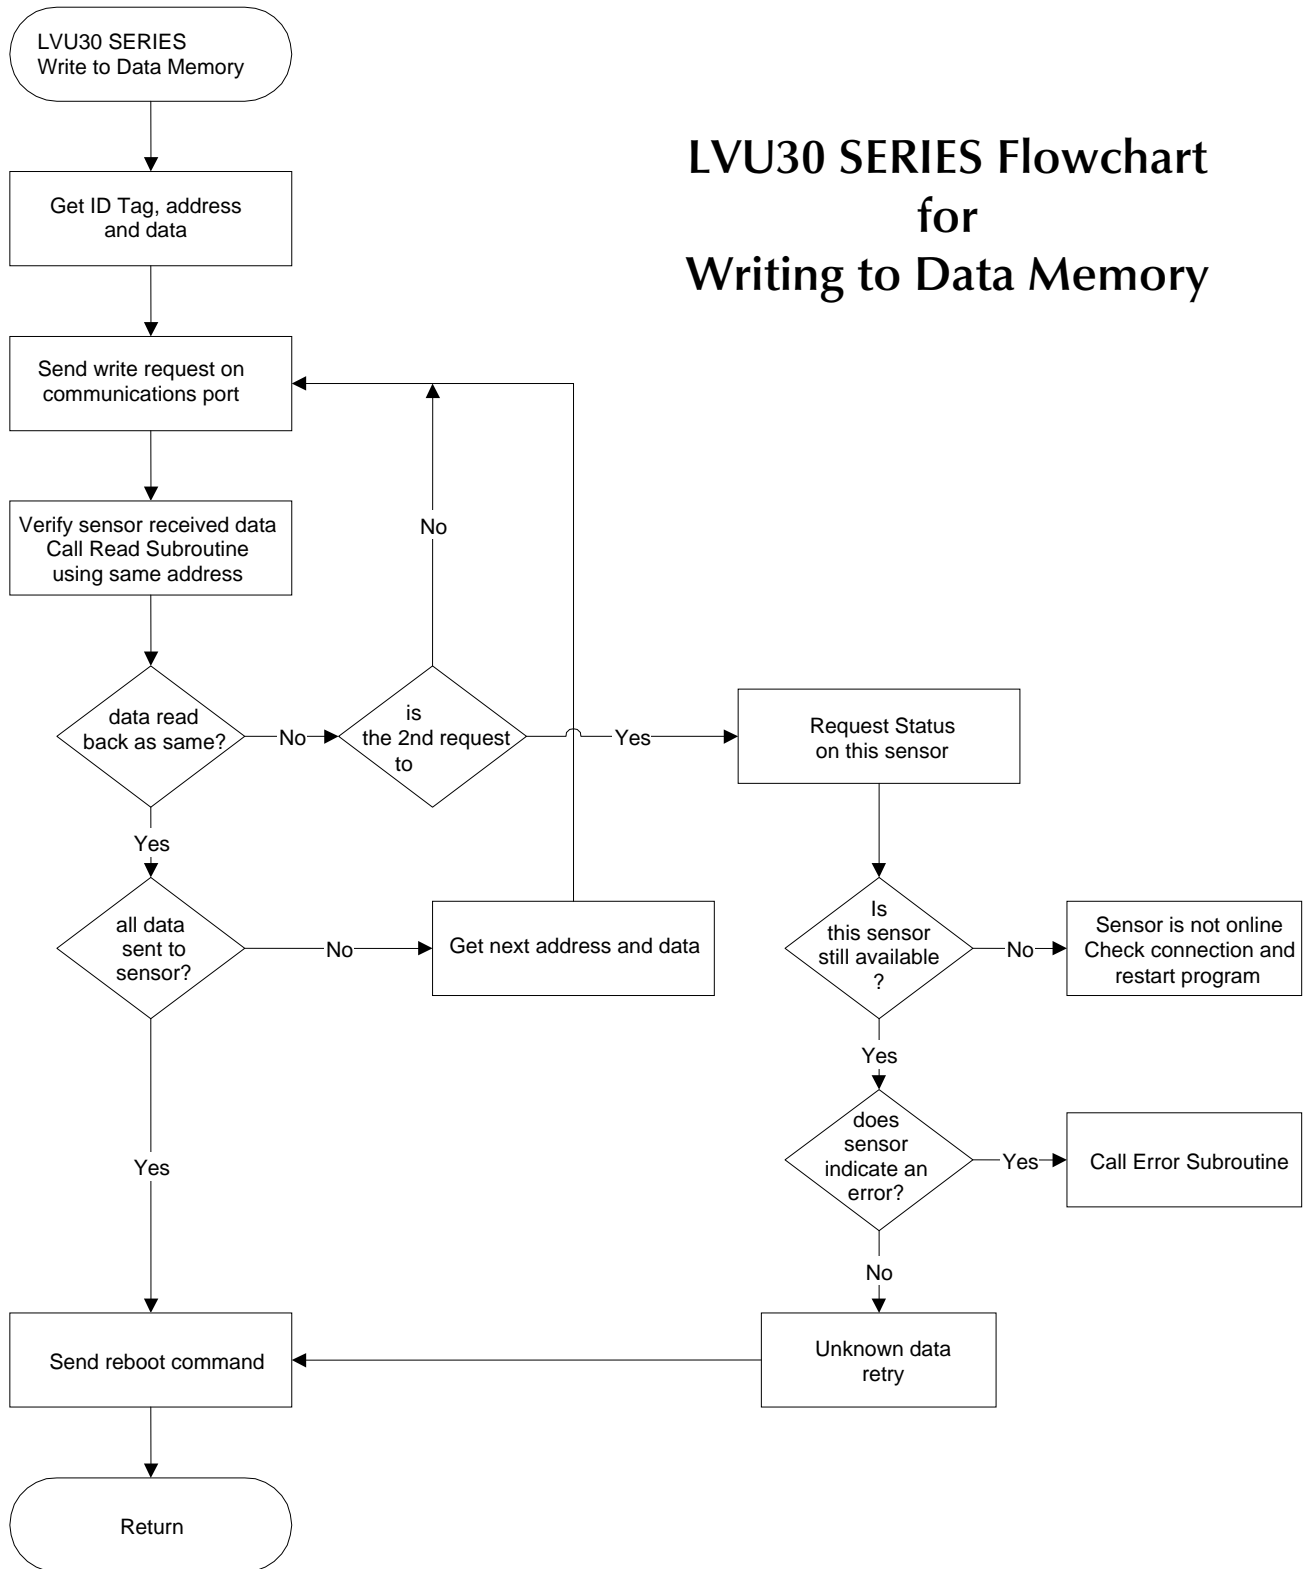 LVU30 SERIES
Write to Data Memory
LVU30 SERIES Flowchart
for
Writing to Data Memory
Get ID Tag, address
and data
Send write request on
communications port
Verify sensor received data
Call Read Subroutine
using same address
No
data read
back as same?
No
is
the 2nd request
to
Yes
Request Status
on this sensor
Yes
all data
sent to
sensor?
No
Get next address and data
Is
this sensor
still available
?
No
Sensor is not online
Check connection and
restart program
Yes
does
sensor
indicate an
error?
Yes
Call Error Subroutine
Yes
No
Send reboot command
Unknown data
retry
Return